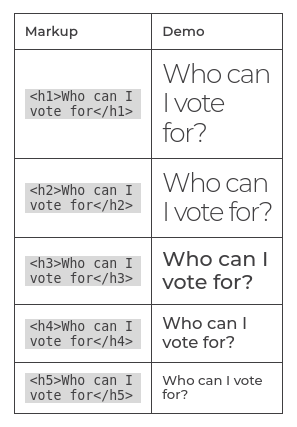 Markup
Demo
<h1>Who can I
vote for</h1>
Who can
I vote
for?
<h2>Who can I
vote for</h2>
Who can
I vote for?
<h3>Who can I
vote for</h3>
Who can I
vote for?
<h4>Who can I
vote for</h4>
Who can I
vote for?
<h5>Who can I
vote for</h5>
Who can I vote
for?